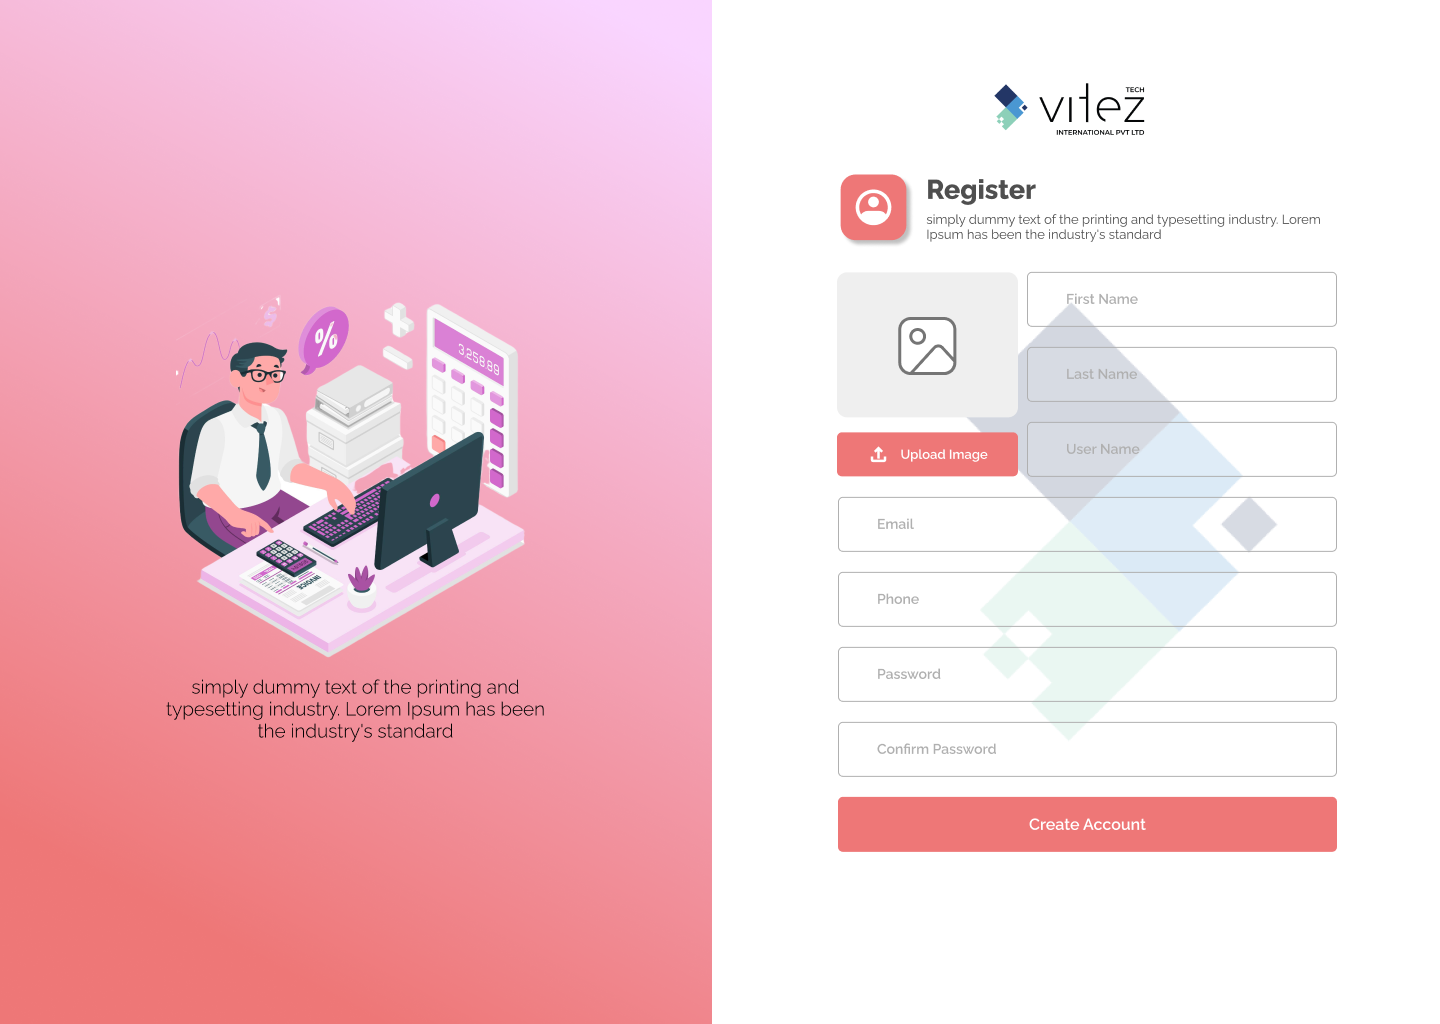 %
3.25899
INVOICE
simply dummy text of the printing and
typesetting industry. Lorem Ipsum has been
the industry's standard
TECH
vitez
INTERNATIONAL PVT LTD
Register
simply dummy text of the printing and typesetting industry. Lorem
Ipsum has been the industry's standard
First Name
Last Name
User Name
Upload Image
Email
Phone
Password
Confirm Password
Create Account